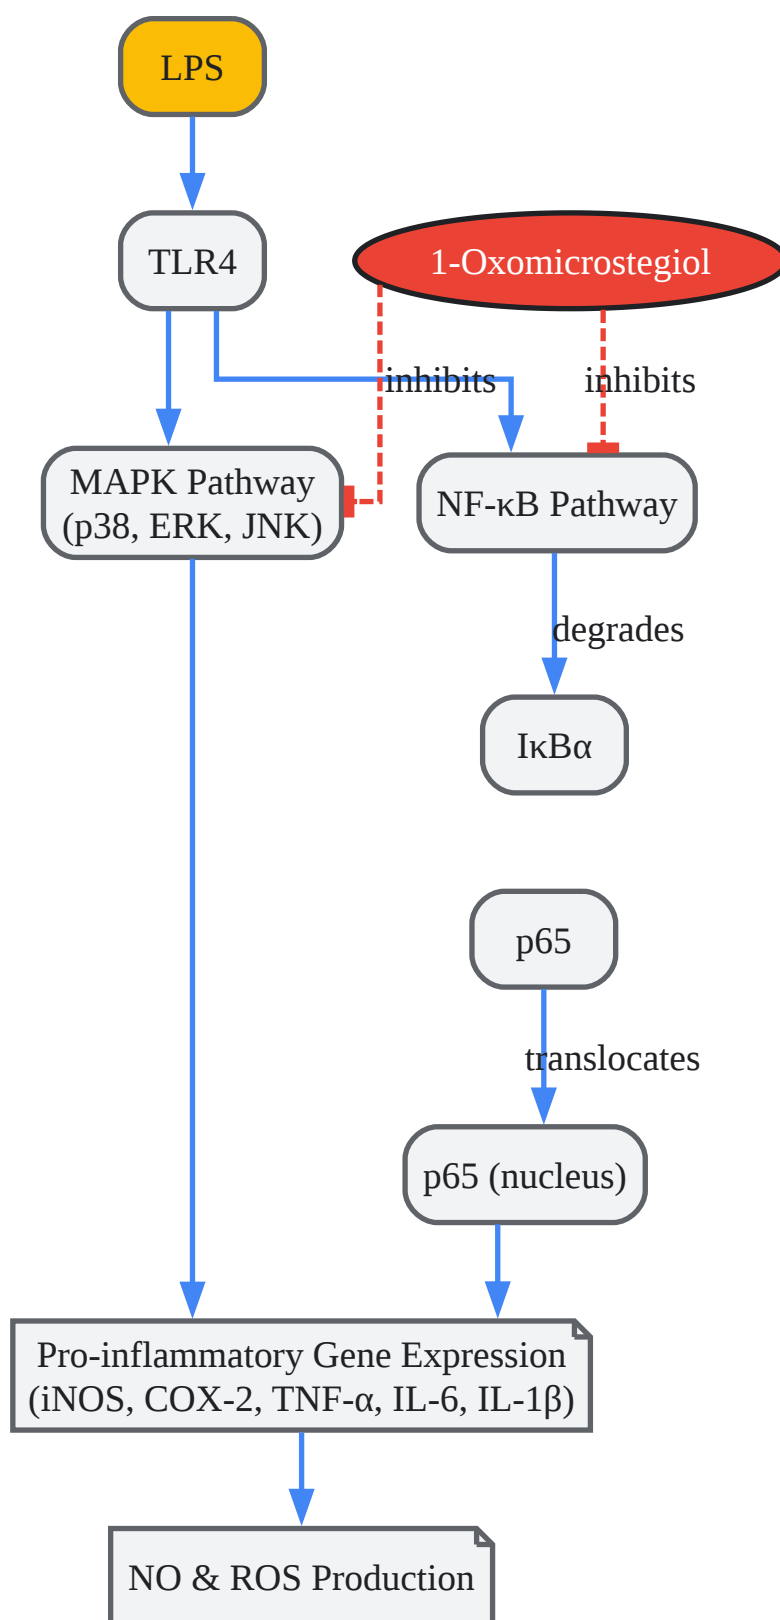 LPS
TLR4
1-Oxomicrostegiol
inhibits
inhibits
MAPK Pathway
(p38, ERK, JNK)
NF-κB Pathway
degrades
IκBα
p65
translocates
p65 (nucleus)
Pro-inflammatory Gene Expression
(iNOS, COX-2, TNF-α, IL-6, IL-1β)
NO & ROS Production